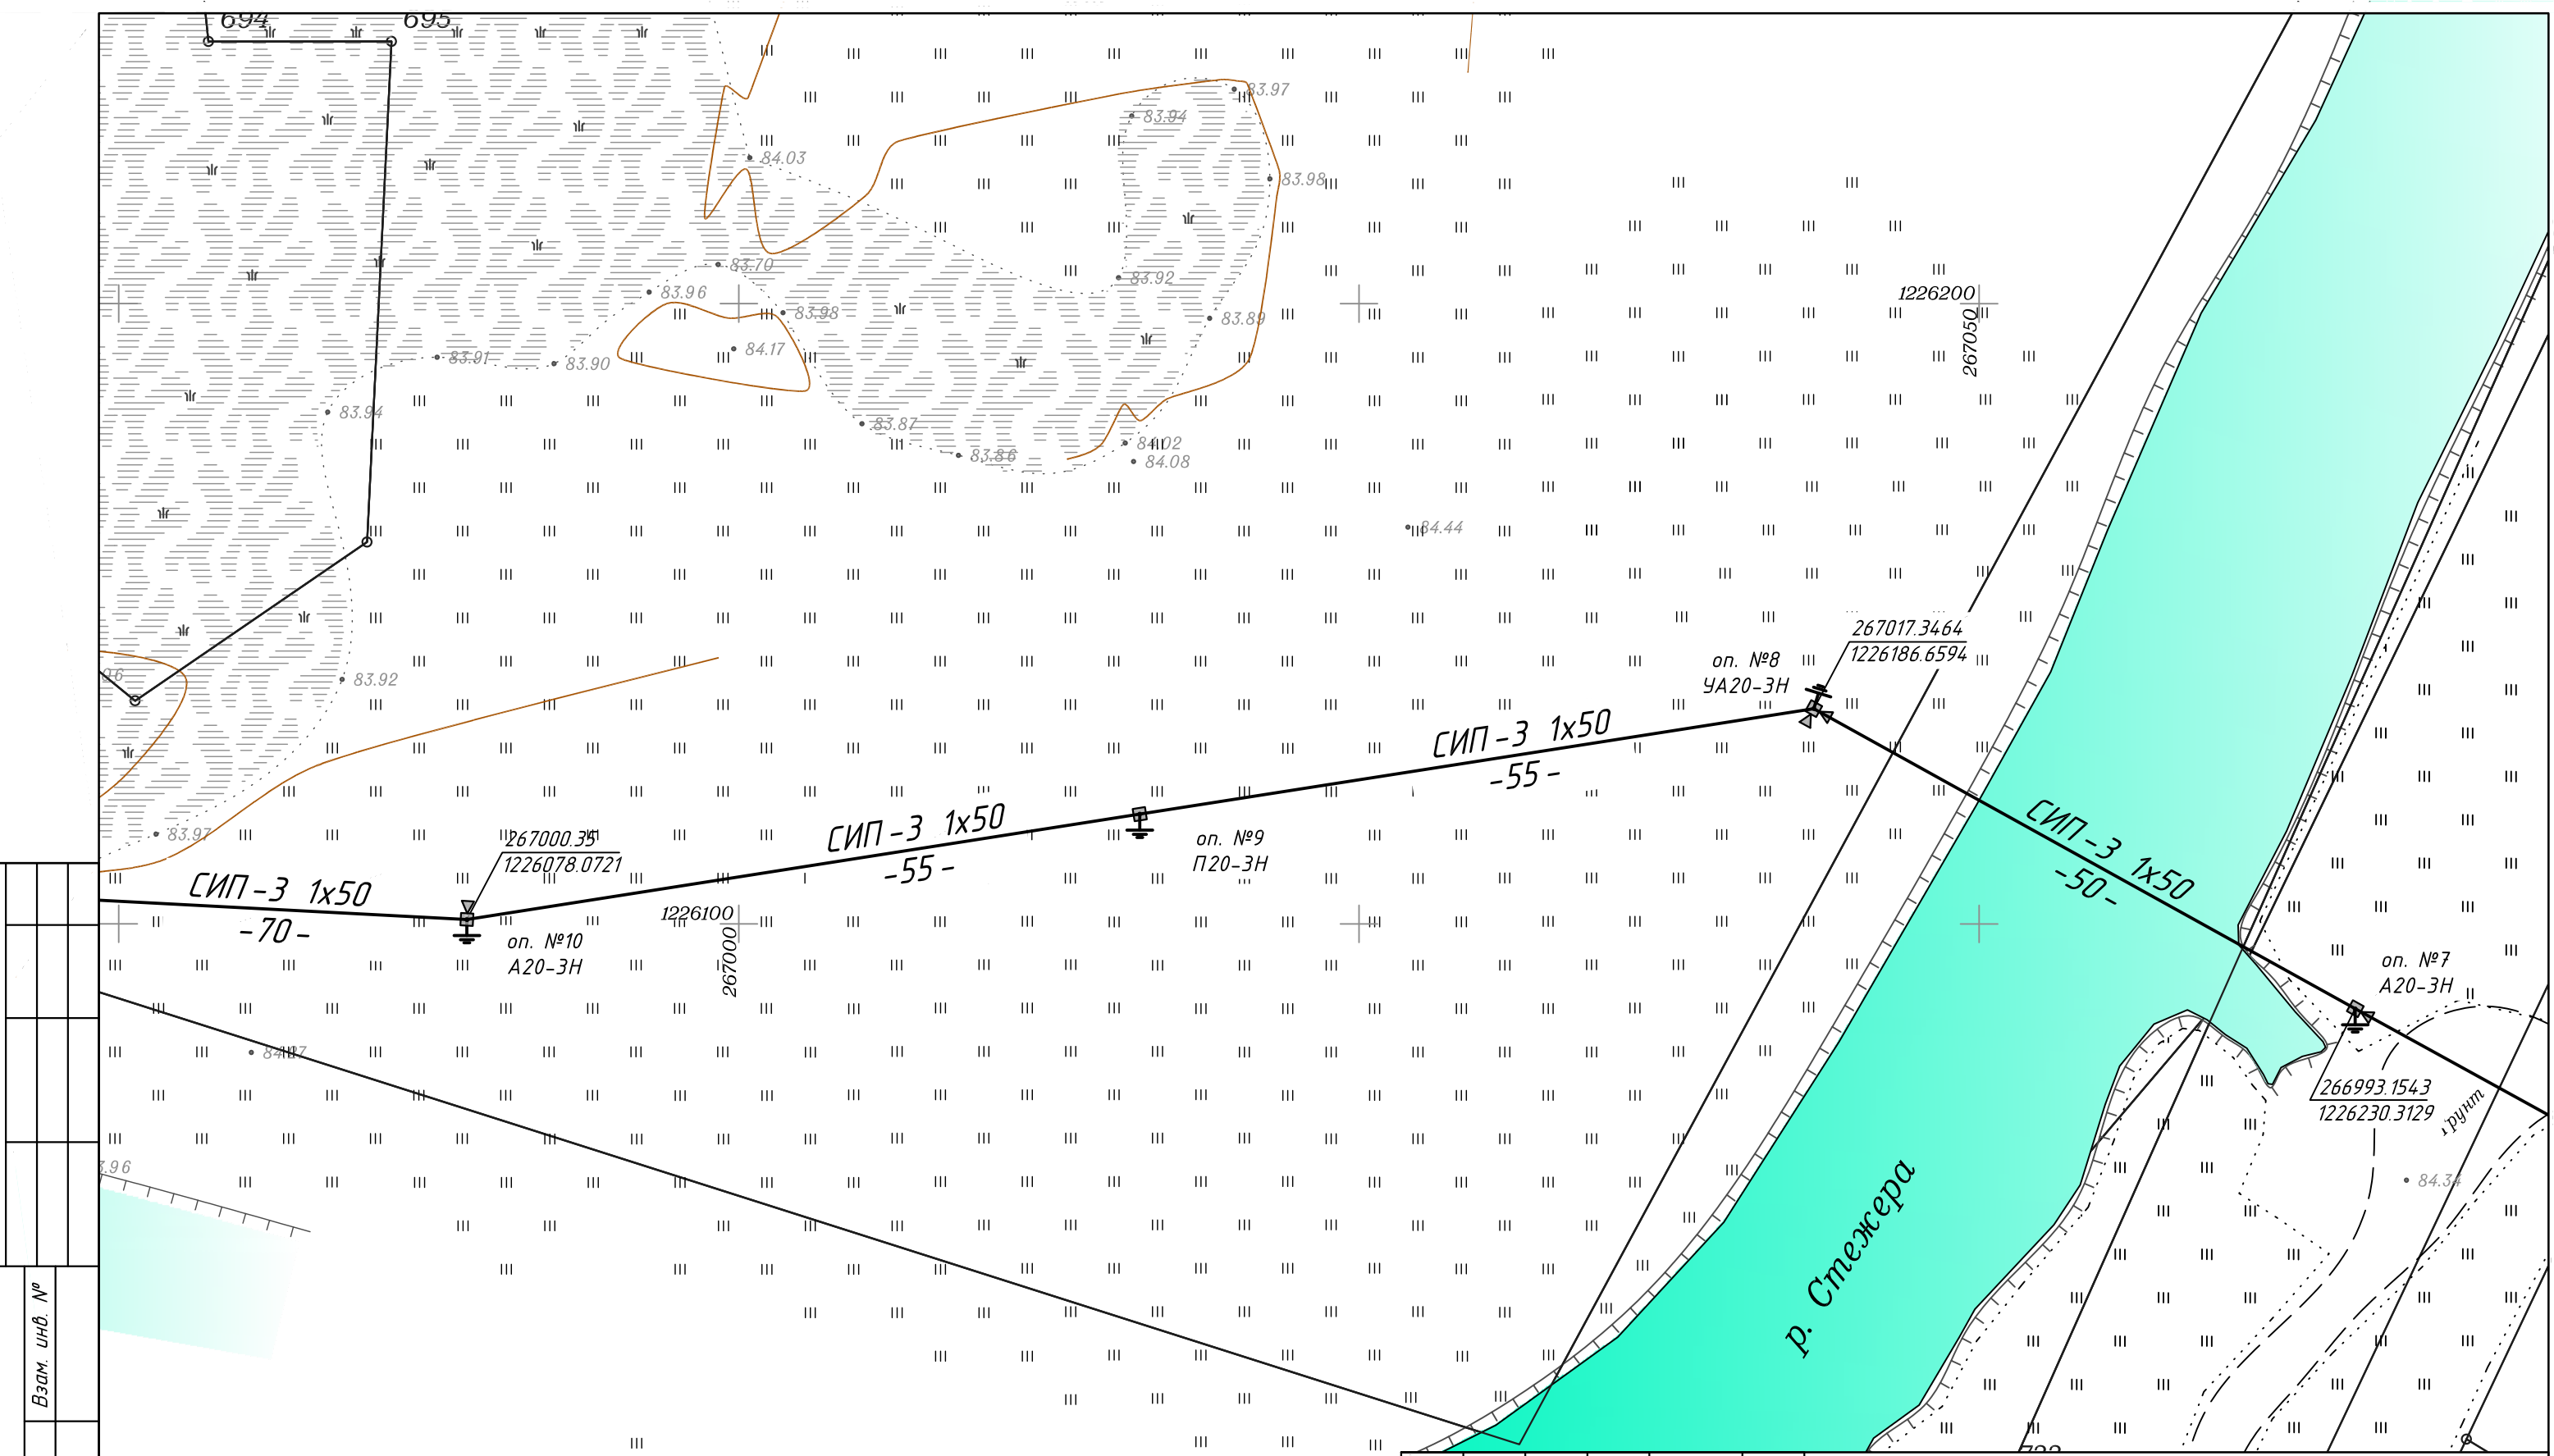 694
695
83.97
83.94
84.03
83.98
83.70
83.92
83.96
83.98
83.89
1226200
267050
84.17
83.91
83.90
83.94
83.87
84.02
83.86
84.08
84.44
267017.3464
1226186.6594
оп. №8
УА20-3Н
83.92
СИП-3 1х50
-55-
СИП-3 1х50
-55-
оп. №9
П20-3Н
СИП-3 1х50
-50-
83.97
267000.35
1226078.0721
СИП-3 1х50
-70-
оп. №10
А20-3Н
1226100
267000
оп. №7
А20-3Н
266993.1543
1226230.3129
84.34
р. Стежера
Взам. инв. №